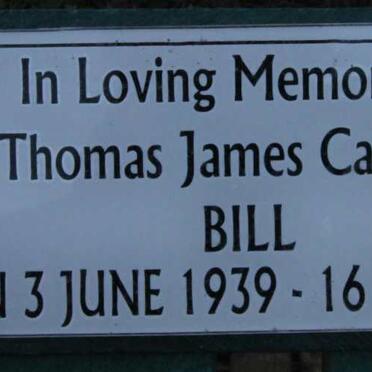 In Loving Memo
Thomas James Ca
BILL
3 JUNE 1939 - 16